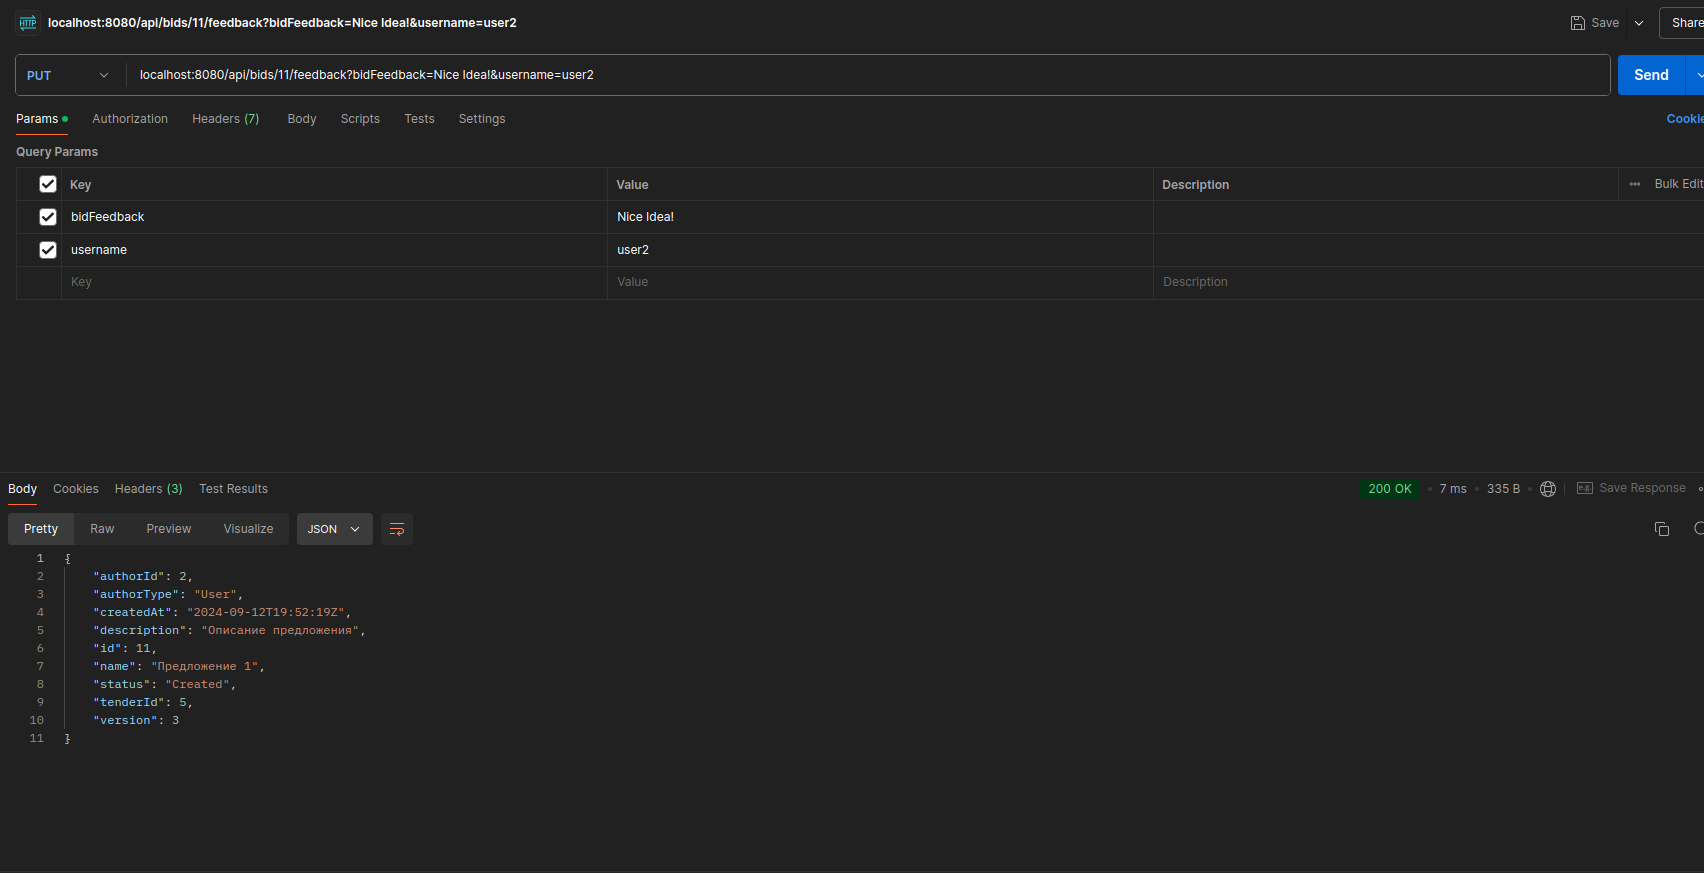 HTTP localhost:8080/api/bids/11/feedback?bidFeedback=Nice Idea!&username=user2 Save Share
PUT localhost:8080/api/bids/11/feedback?bidFeedback=Nice Idea!&username=user2 Send
Params Authorization Headers (7) Body Scripts Tests Settings Cookie
Query Params
Key Value Description Bulk Edit
bidFeedback Nice Idea!
username user2
Key Value Description
Body Cookies Headers (3) Test Results 200 OK 7 ms 335 B e.g. Save Response
Pretty Raw Preview Visualize JSON
1 {
2 "authorId": 2,
3 "authorType": "User",
4 "createdAt": "2024-09-12T19:52:19Z",
5 "description": "Описание предложения",
6 "id": 11,
7 "name": "Предложение 1",
8 "status": "Created",
9 "tenderId": 5,
10 "version": 3
11 }